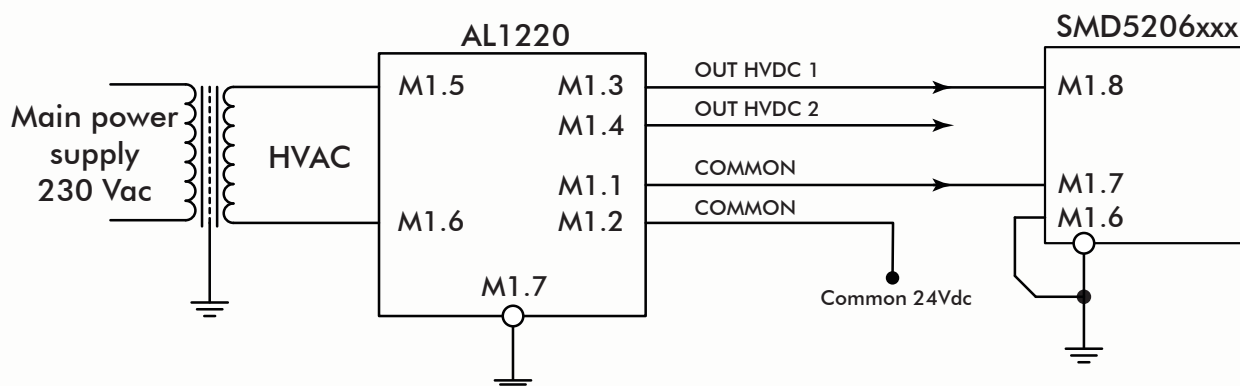 AL1220
SMD5206xxx
Main power
supply
230 Vac
HVAC
M1.5
M1.6
M1.3
M1.4
M1.1
M1.2
M1.7
OUT HVDC 1
OUT HVDC 2
COMMON
COMMON
Common 24Vdc
M1.8
M1.7
M1.6